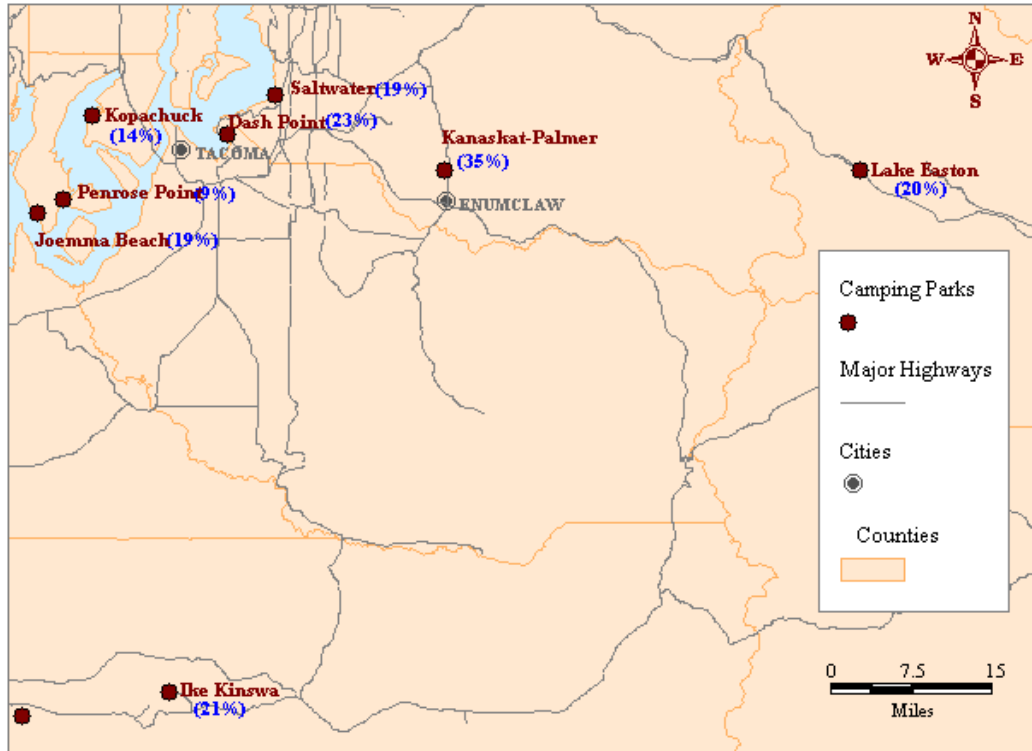 N
W E
S
Saltwater (19%)
Kopachuck
(14%)
Dash Point (23%)
TACOMA
Kanaskat-Palmer
(35%)
Lake Easton
(20%)
Penrose Point (9%)
ENUMCLAW
Joemma Beach (19%)
Camping Parks
Major Highways
Cities
Counties
0 7.5 15
Miles
Ike Kinswa
(21%)